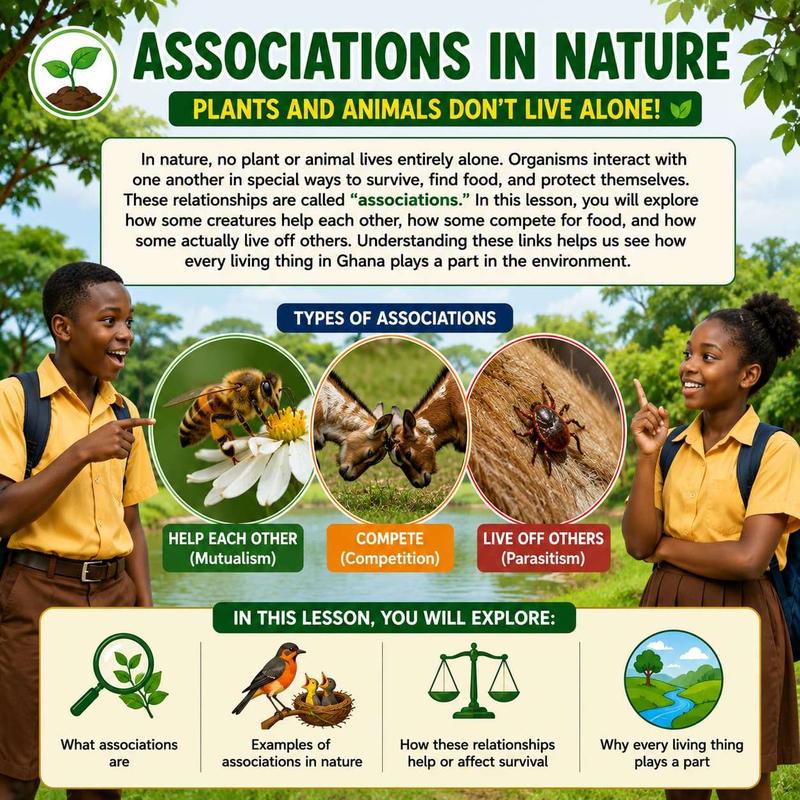 ASSOCIATIONS IN NATURE
PLANTS AND ANIMALS DON'T LIVE ALONE!
In nature, no plant or animal lives entirely alone. Organisms interact with
one another in special ways to survive, find food, and protect themselves.
These relationships are called “associations.” In this lesson, you will explore
how some creatures help each other, how some compete for food, and how
some actually live off others. Understanding these links helps us see how
every living thing in Ghana plays a part in the environment.
TYPES OF ASSOCIATIONS
HELP EACH OTHER
(Mutualism)
COMPETE
(Competition)
LIVE OFF OTHERS
(Parasitism)
IN THIS LESSON, YOU WILL EXPLORE:
What associations
are
Examples of
associations in nature
How these relationships
help or affect survival
Why every living thing
plays a part